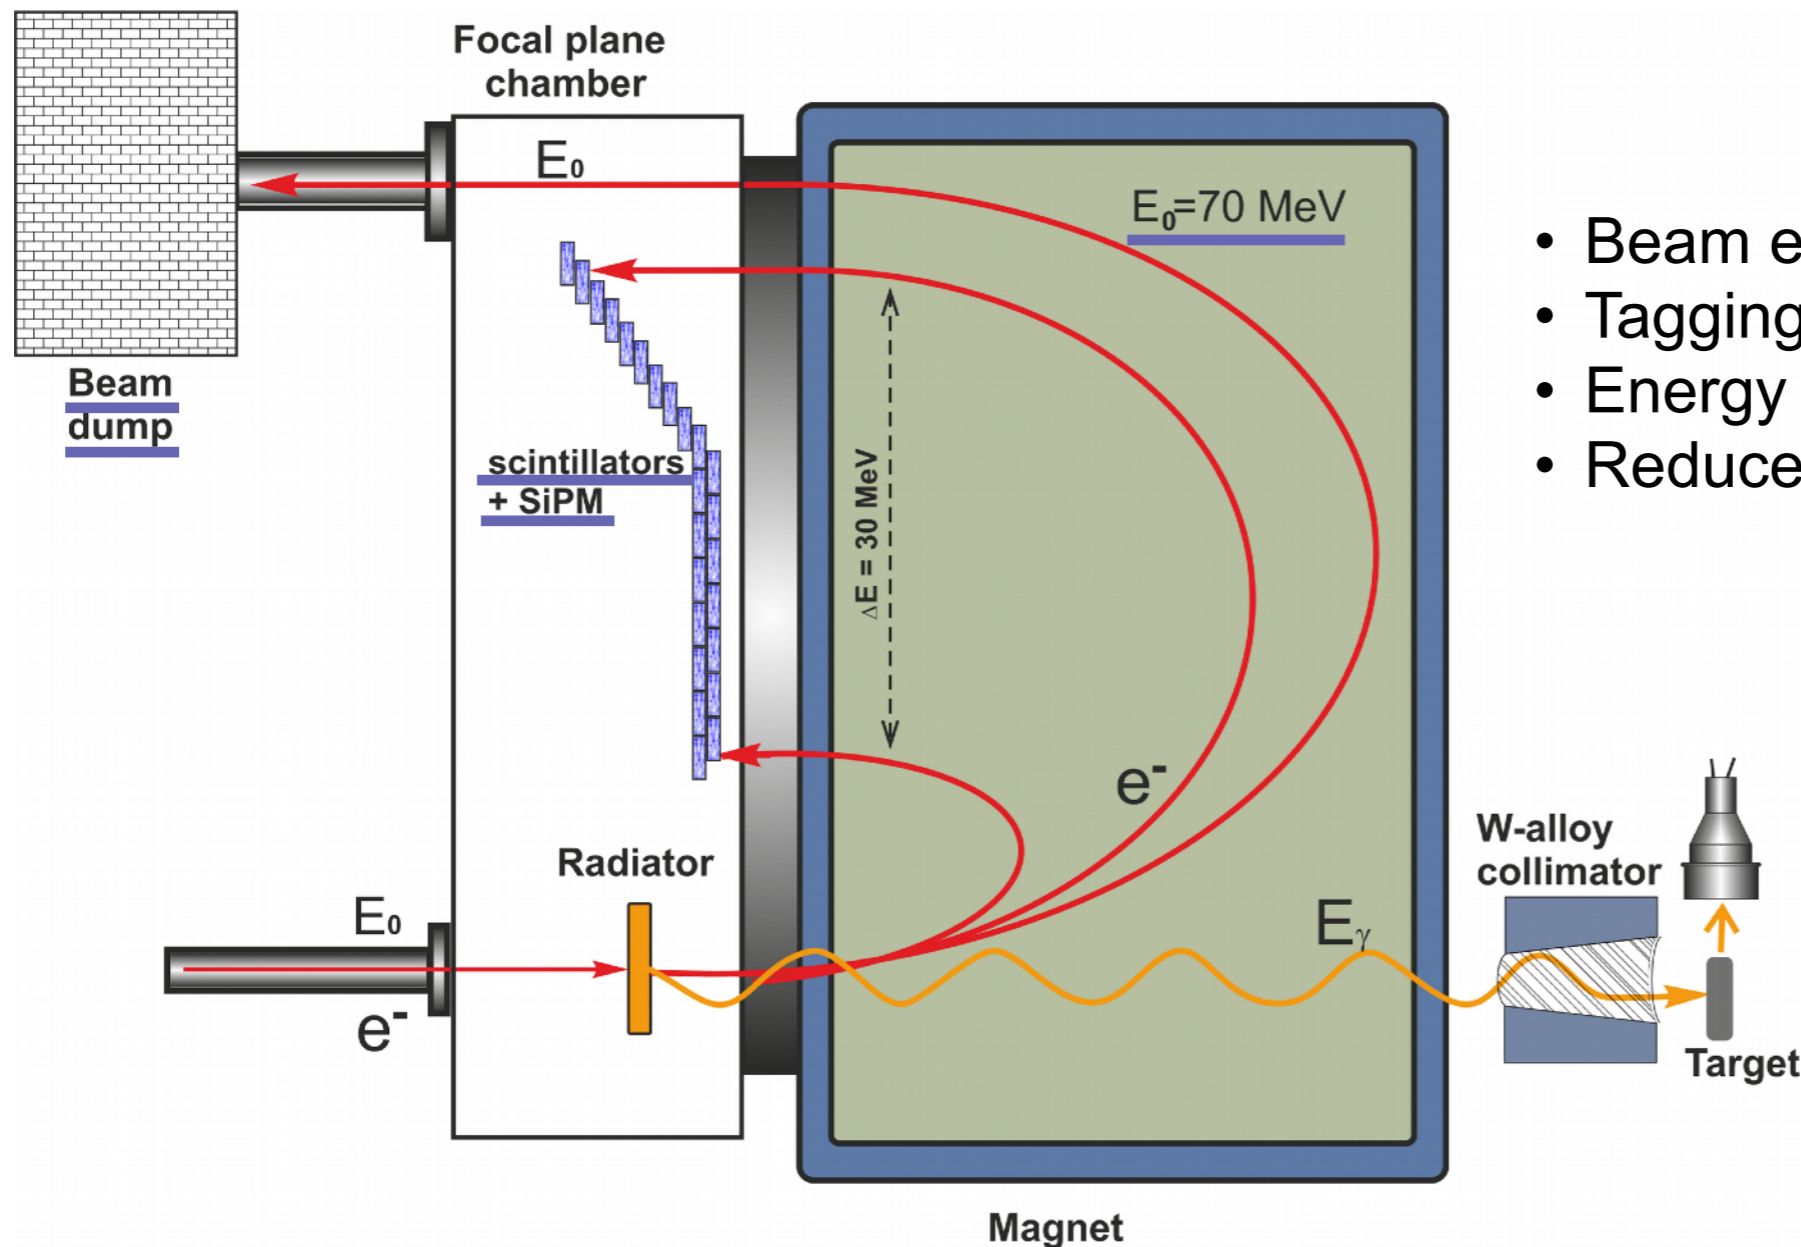 Focal plane
chamber
E₀
E₀=70 MeV
• Beam
• Tagging
• Energy
• Reduce
Beam
dump
scintillators
+ SiPM
ΔE = 30 MeV
e⁻
Radiator
W-alloy
collimator
E₀
Eγ
e⁻
Target
Magnet